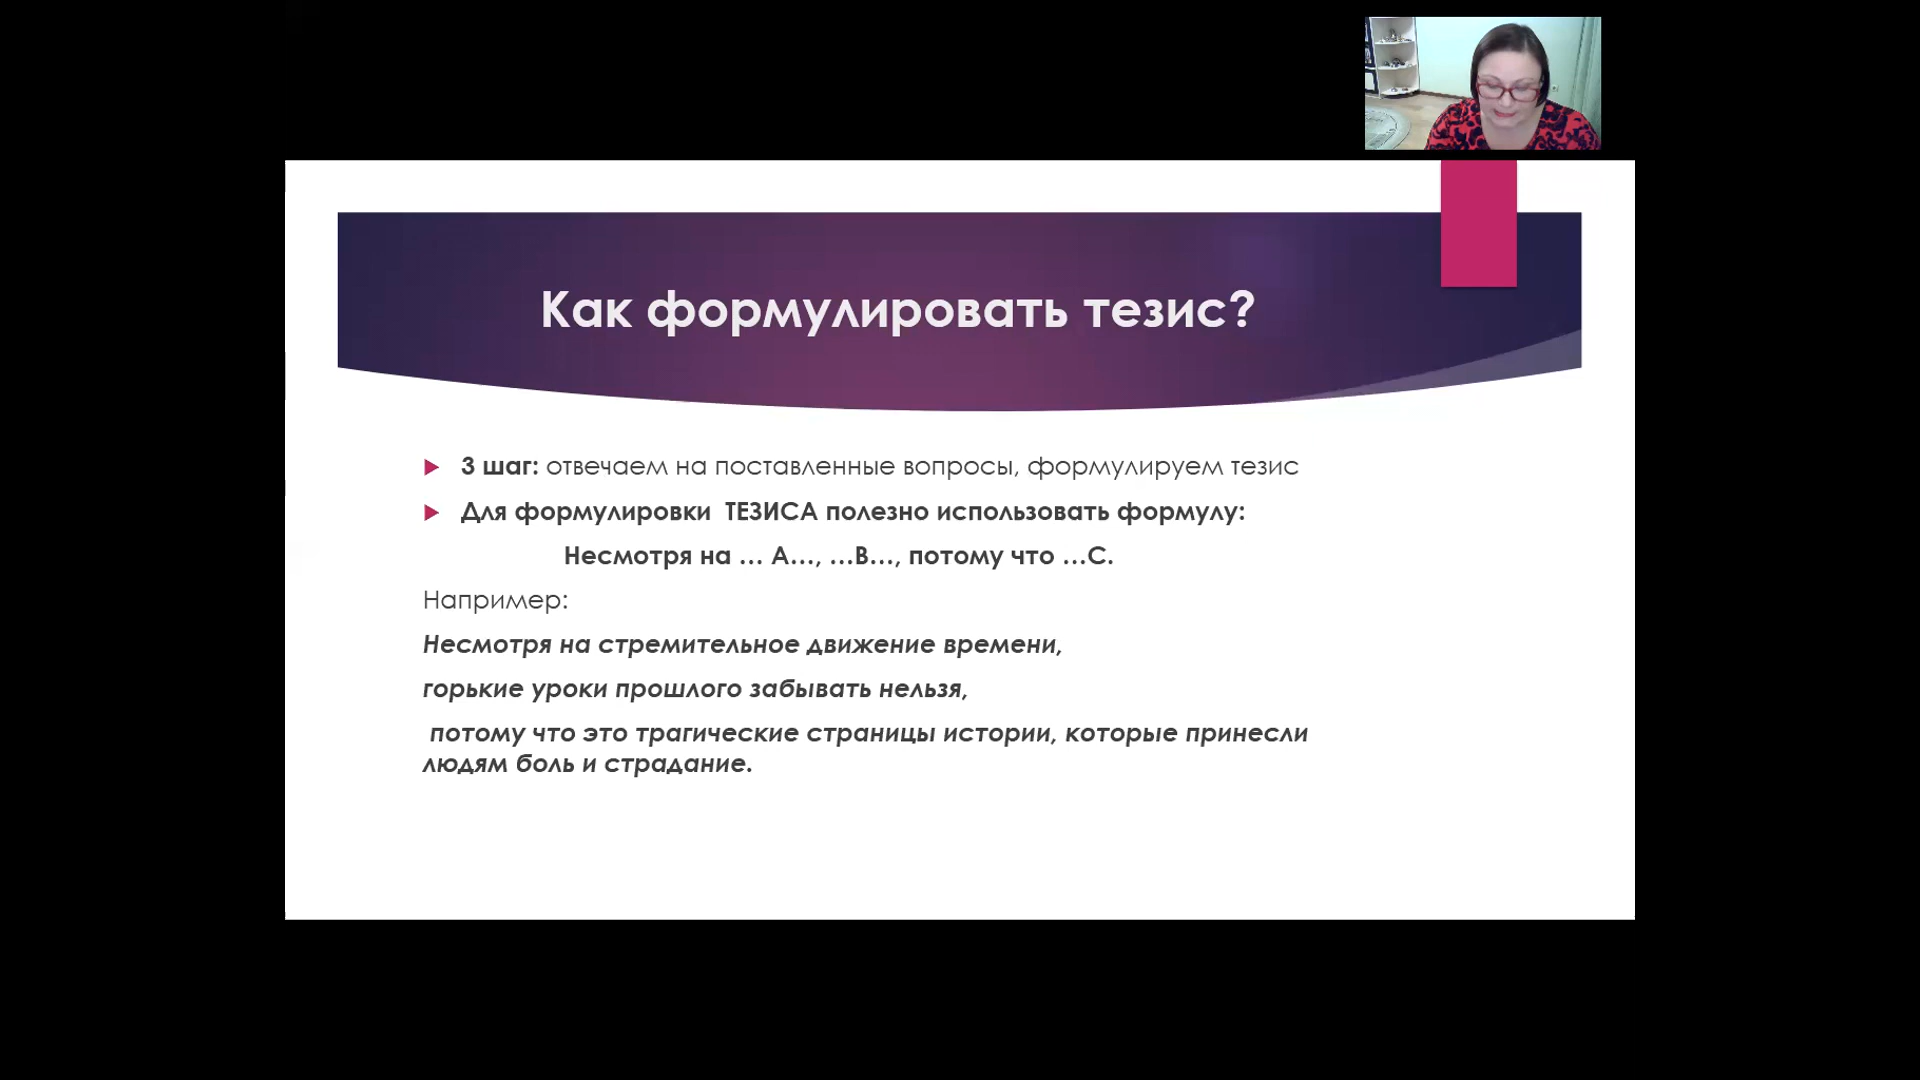 Как формулировать тезис?
3 шаг: отвечаем на поставленные вопросы, формулируем тезис
Для формулировки ТЕЗИСА полезно использовать формулу:
Несмотря на … А…, …В…, потому что …С.
Например:
Несмотря на стремительное движение времени,
горькие уроки прошлого забывать нельзя,
потому что это трагические страницы истории, которые принесли
людям боль и страдание.